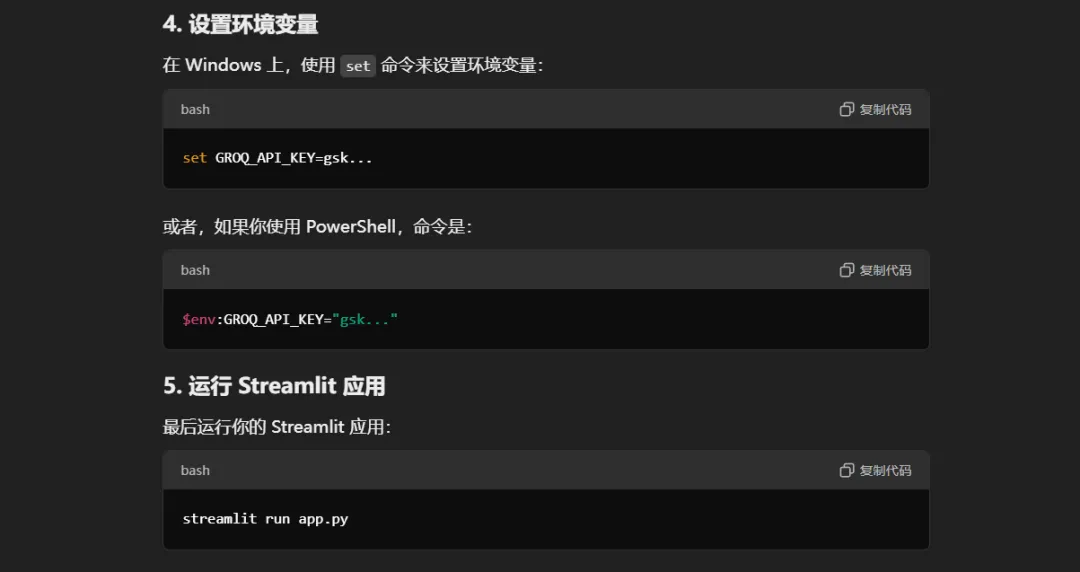 4. 设置环境变量
在 Windows 上，使用 set 命令来设置环境变量：
bash
复制代码
set GROQ_API_KEY=gsk...
或者，如果你使用 PowerShell，命令是：
bash
复制代码
$env:GROQ_API_KEY="gsk..."
5. 运行 Streamlit 应用
最后运行你的 Streamlit 应用：
bash
复制代码
streamlit run app.py